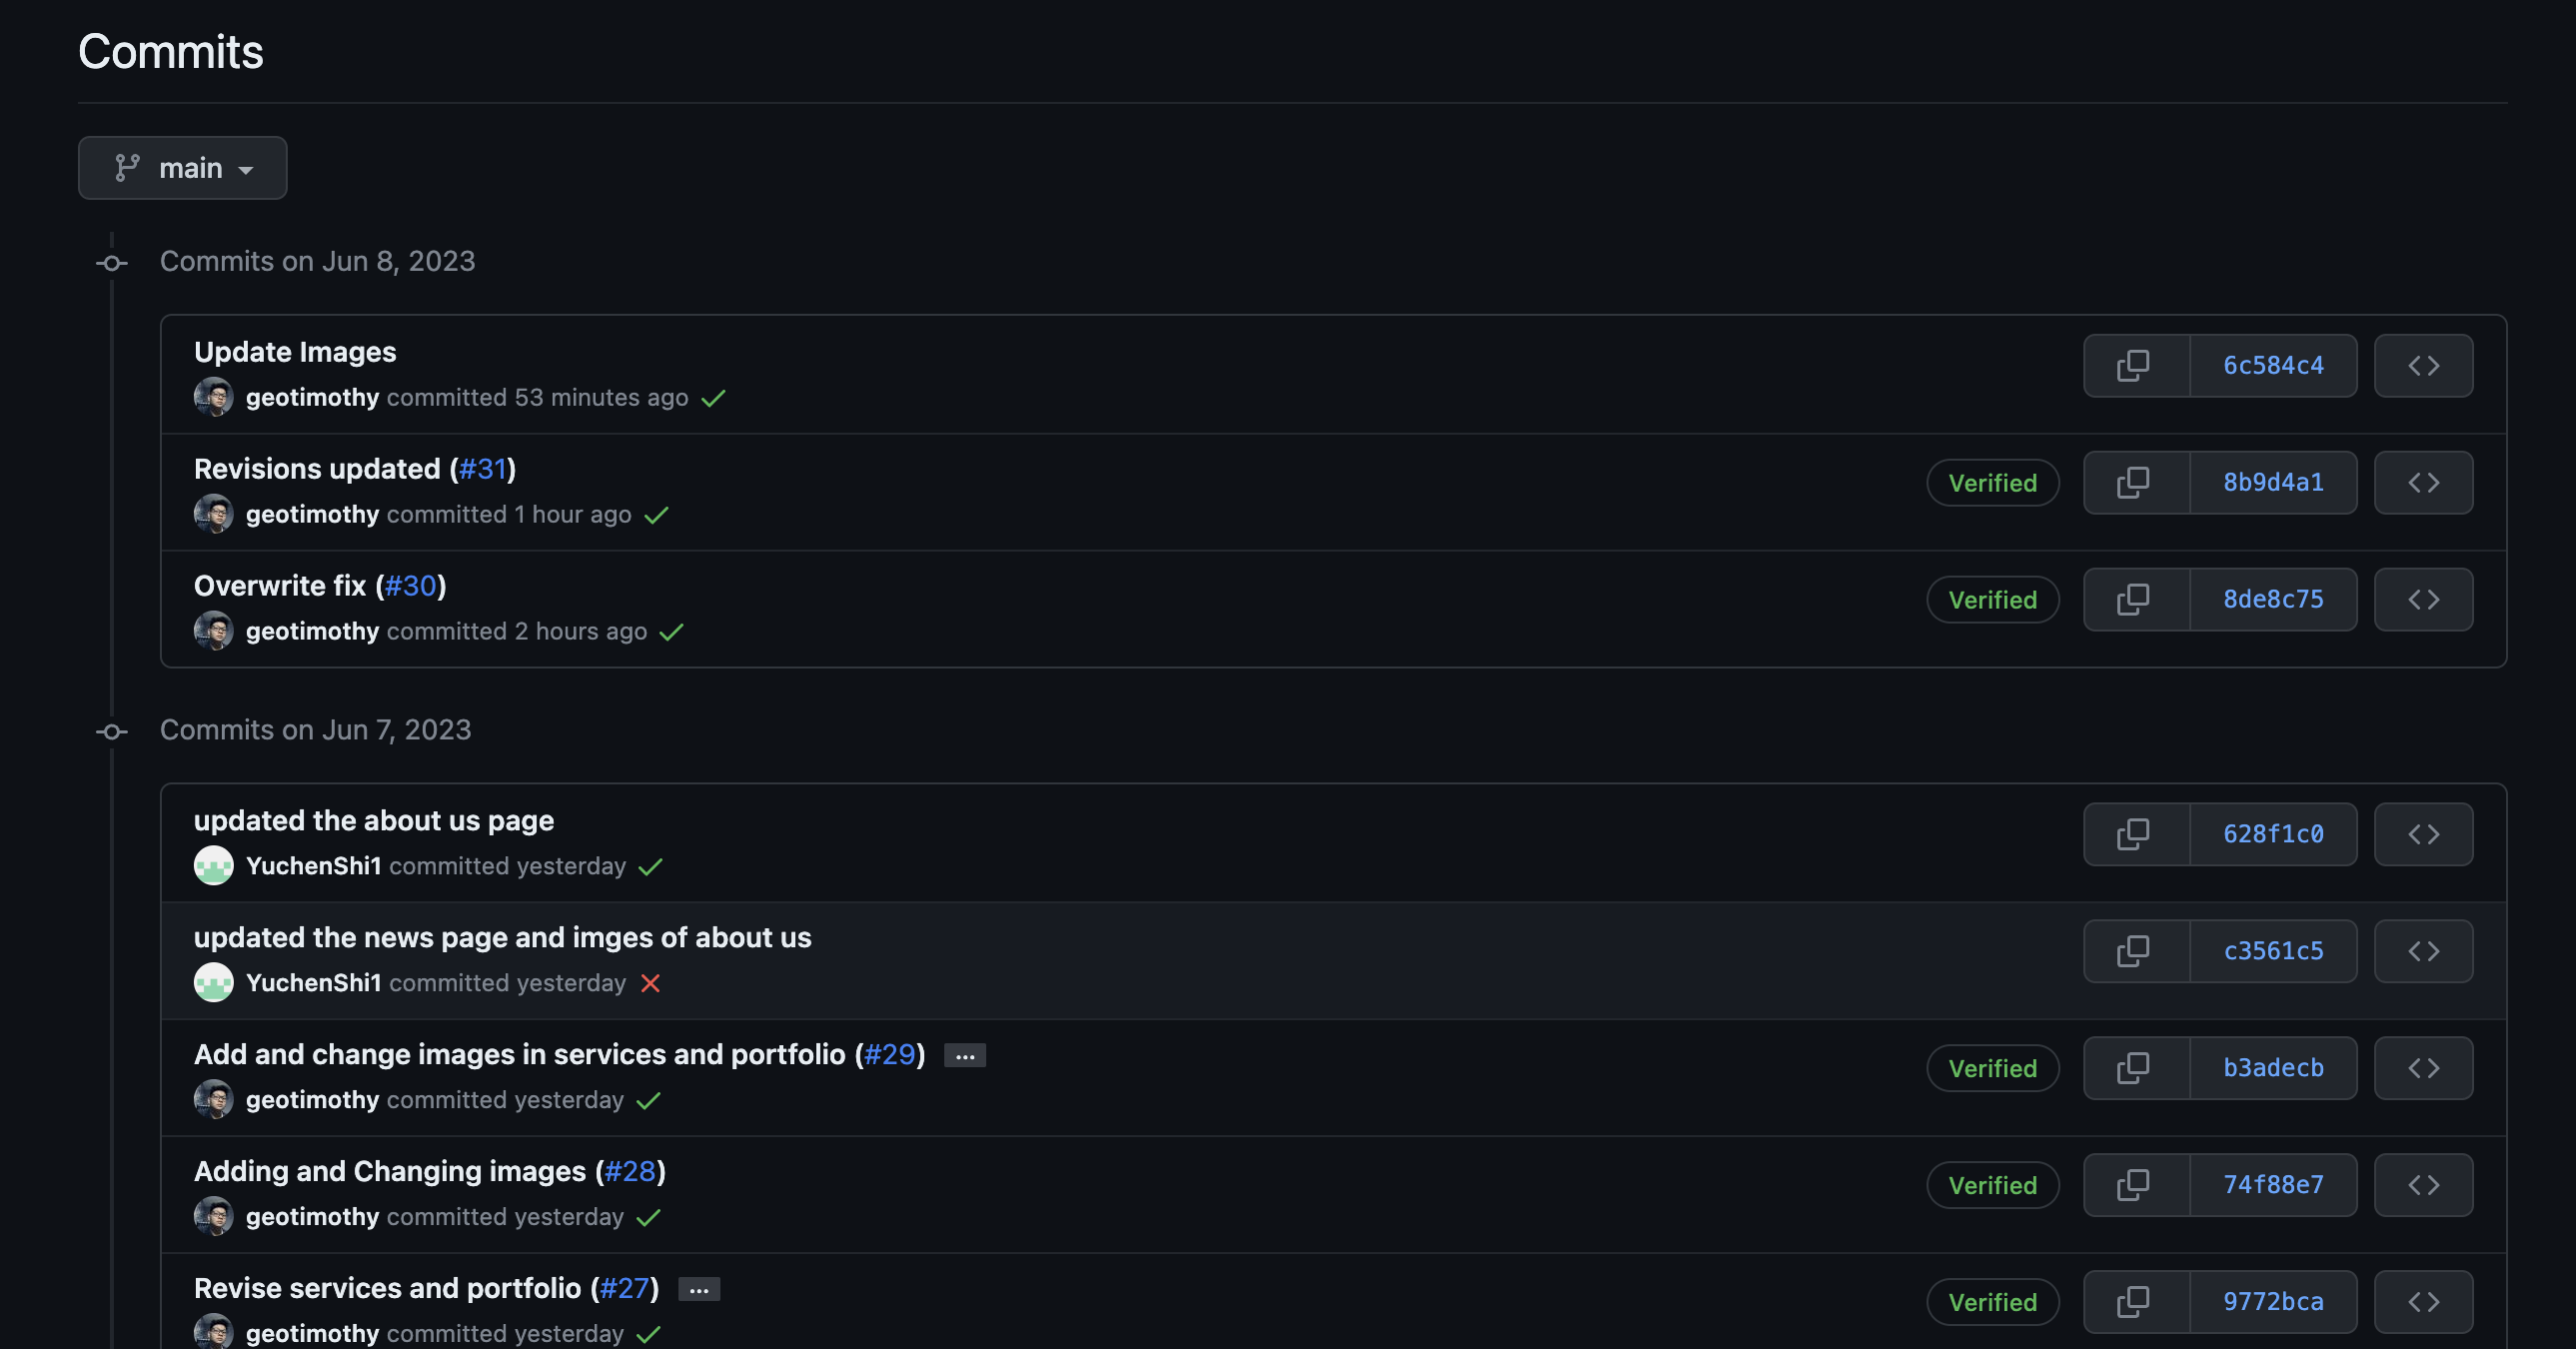 Commits
main
Commits on Jun 8, 2023
Update Images
geotimothy committed 53 minutes ago
6c584c4
Revisions updated (#31)
geotimothy committed 1 hour ago
Verified
8b9d4a1
Overwrite fix (#30)
geotimothy committed 2 hours ago
Verified
8de8c75
Commits on Jun 7, 2023
updated the about us page
YuchenShi1 committed yesterday
628f1c0
updated the news page and imges of about us
YuchenShi1 committed yesterday
c3561c5
Add and change images in services and portfolio (#29) ...
geotimothy committed yesterday
Verified
b3adecb
Adding and Changing images (#28)
geotimothy committed yesterday
Verified
74f88e7
Revise services and portfolio (#27) ...
geotimothy committed yesterday
Verified
9772bca